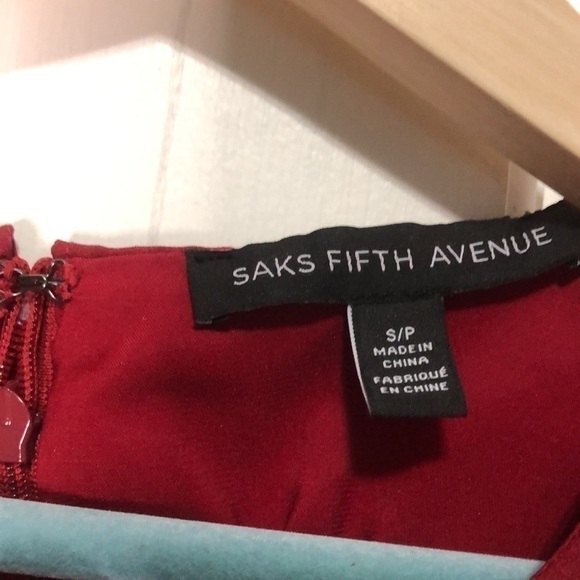 SAKS FIFTH AVENUE
S/P
MADE IN
CHINA
FABRIQUÉ
EN CHINE